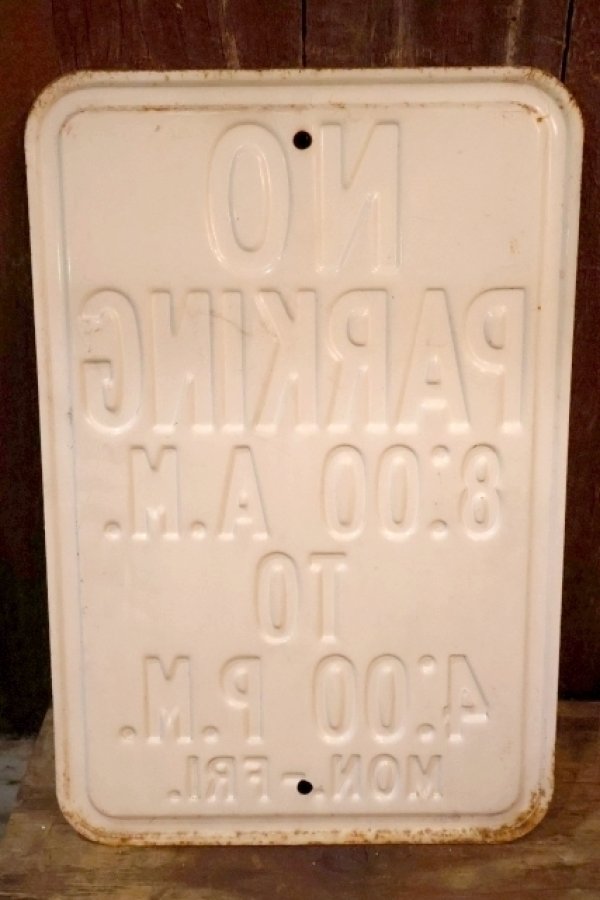 NO
PARKING
8:00 A.M.
TO
4:00 P.M.
MON.-FRI.